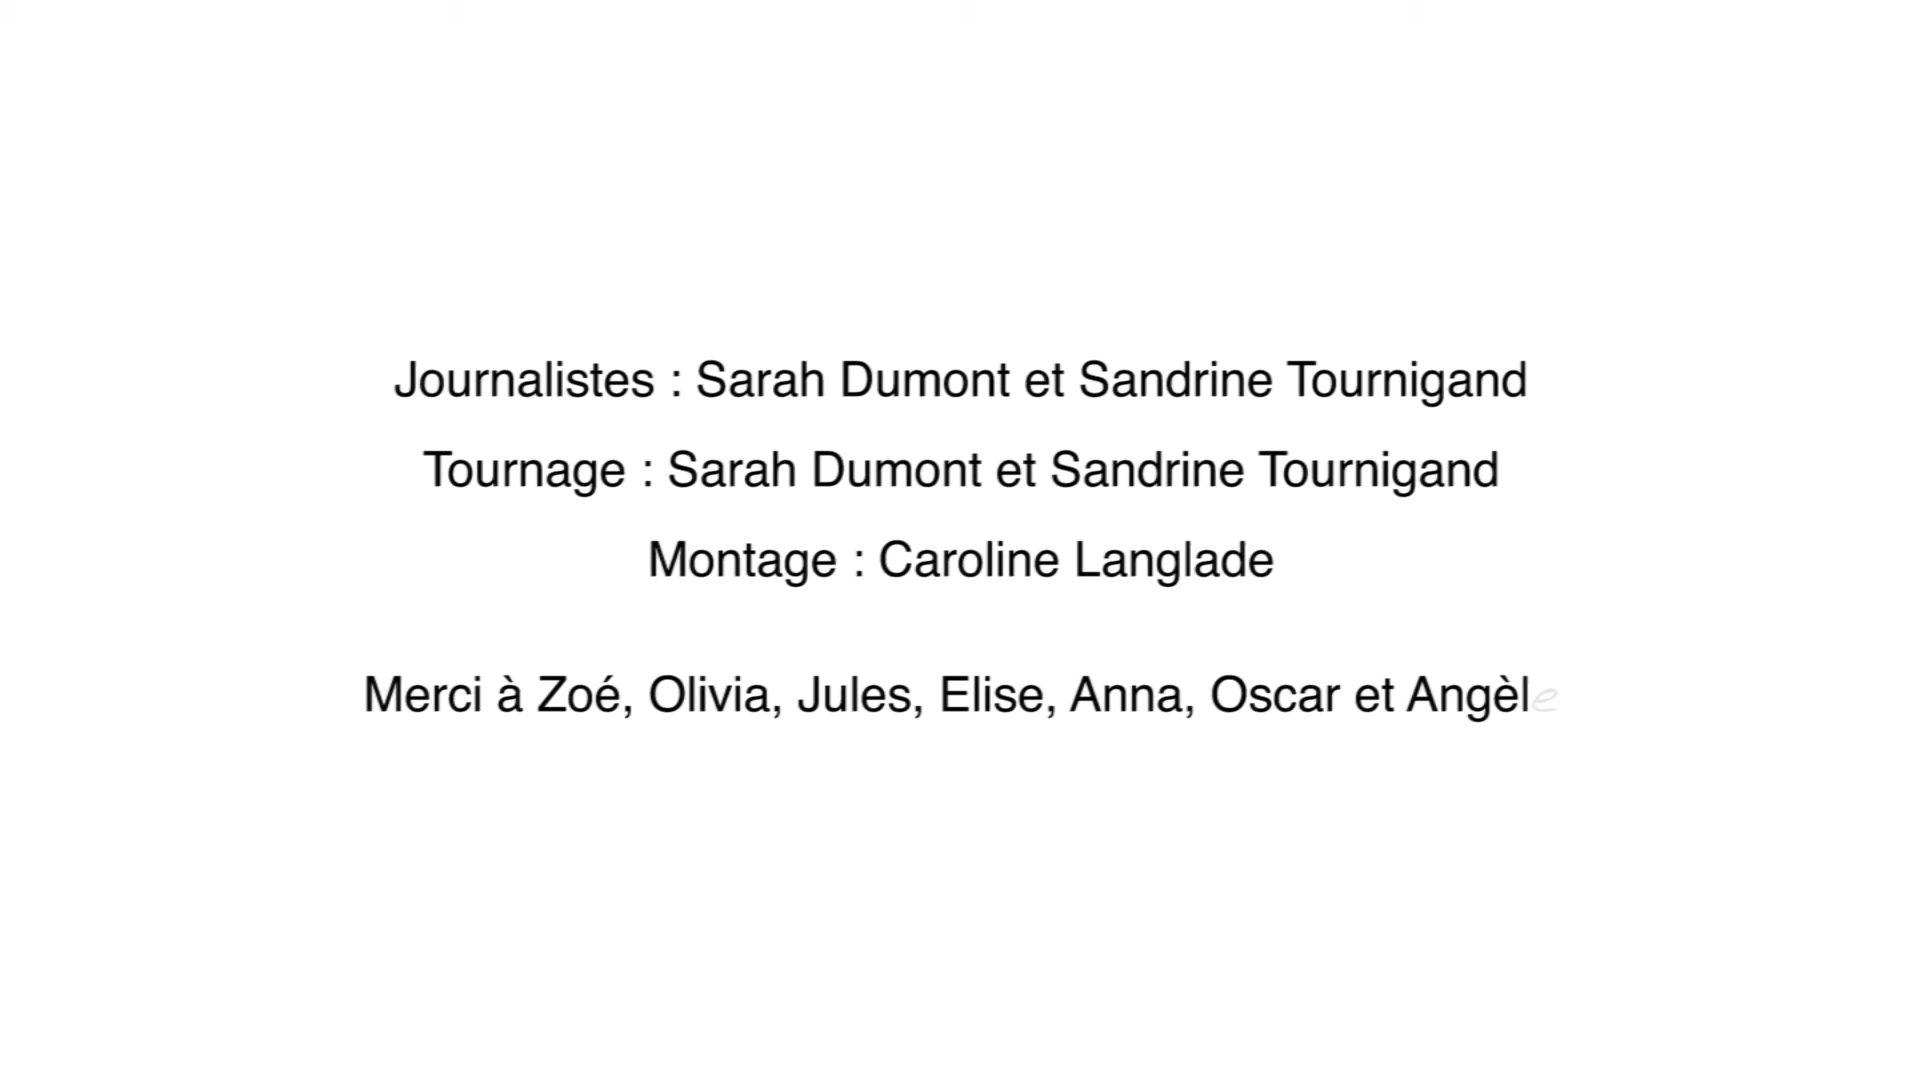 Journalistes : Sarah Dumont et Sandrine Tournigand
Tournage : Sarah Dumont et Sandrine Tournigand
Montage : Caroline Langlade
Merci à Zoé, Olivia, Jules, Elise, Anna, Oscar et Angèle